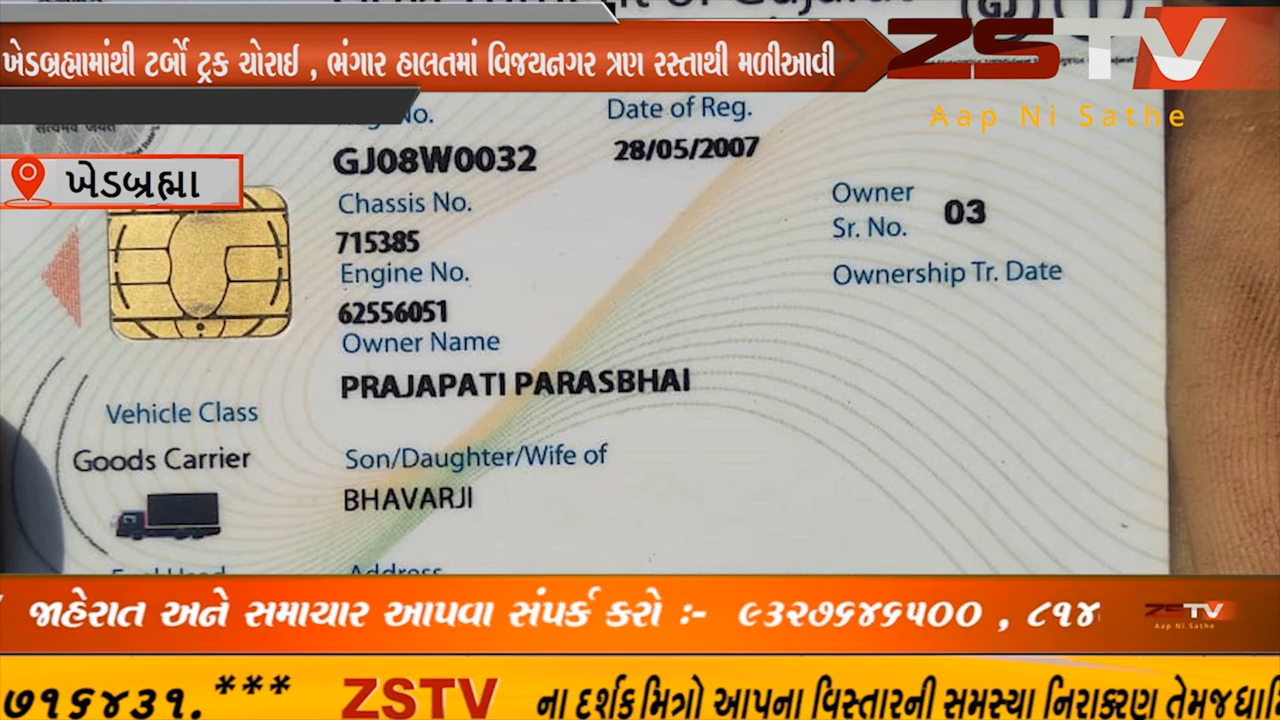 ખેડબ્રહ્મામાંથી ટર્બો ટ્રક ચોરાઈ , ભંગાર હાલતમાં વિજયનગર ત્રણ રસ્તાથી મળીઆવી
ZSTV
Aap Ni Sathe
ખેડબ્રહ્મા
Date of Reg.
GJ08W0032
28/05/2007
Chassis No.
715385
Engine No.
62556051
Owner Name
PRAJAPATI PARASBHAI
Owner
Sr. No.
03
Ownership Tr. Date
Vehicle Class
Goods Carrier
Son/Daughter/Wife of
BHAVARJI
Address
જાહેરાત અને સમાચાર આપવા સંપર્ક કરો :- ૯૩૨૭૬૪૬૫૦૦ , ૮૧૪
ZSTV
Aap Ni Sathe
૭૧૬૪૩૧. *** ZSTV ના દર્શક મિત્રો આપના વિસ્તારની સમસ્યા નિરાકરણ તેમજ